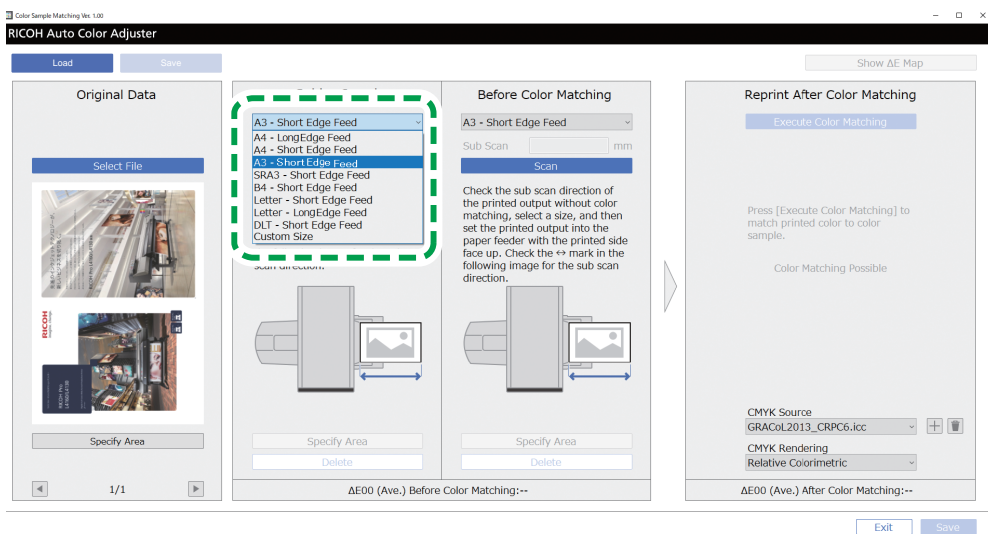 Color Sample Matching Ver. 1.00
RICOH Auto Color Adjuster
Load
Save
Show ΔE Map
Original Data
Select File
RICOH
Specify Area
1/1
A3 - Short Edge Feed
A4 - LongEdge Feed
A4 - Short Edge Feed
A3 - Short Edge Feed
SRA3 - Short Edge Feed
B4 - Short Edge Feed
Letter - Short Edge Feed
Letter - LongEdge Feed
DLT - Short Edge Feed
Custom Size
scan direction.
Specify Area
Delete
Before Color Matching
A3 - Short Edge Feed
Sub Scan
mm
Scan
Check the sub scan direction of
the printed output without color
matching, select a size, and then
set the printed output into the
paper feeder with the printed side
face up. Check the ↔ mark in the
following image for the sub scan
direction.
Specify Area
Delete
ΔE00 (Ave.) Before Color Matching:--
Reprint After Color Matching
Execute Color Matching
Press [Execute Color Matching] to
match printed color to color
sample.
Color Matching Possible
CMYK Source
GRACoL2013_CRPC6.icc
CMYK Rendering
Relative Colorimetric
ΔE00 (Ave.) After Color Matching:--
Exit
Save